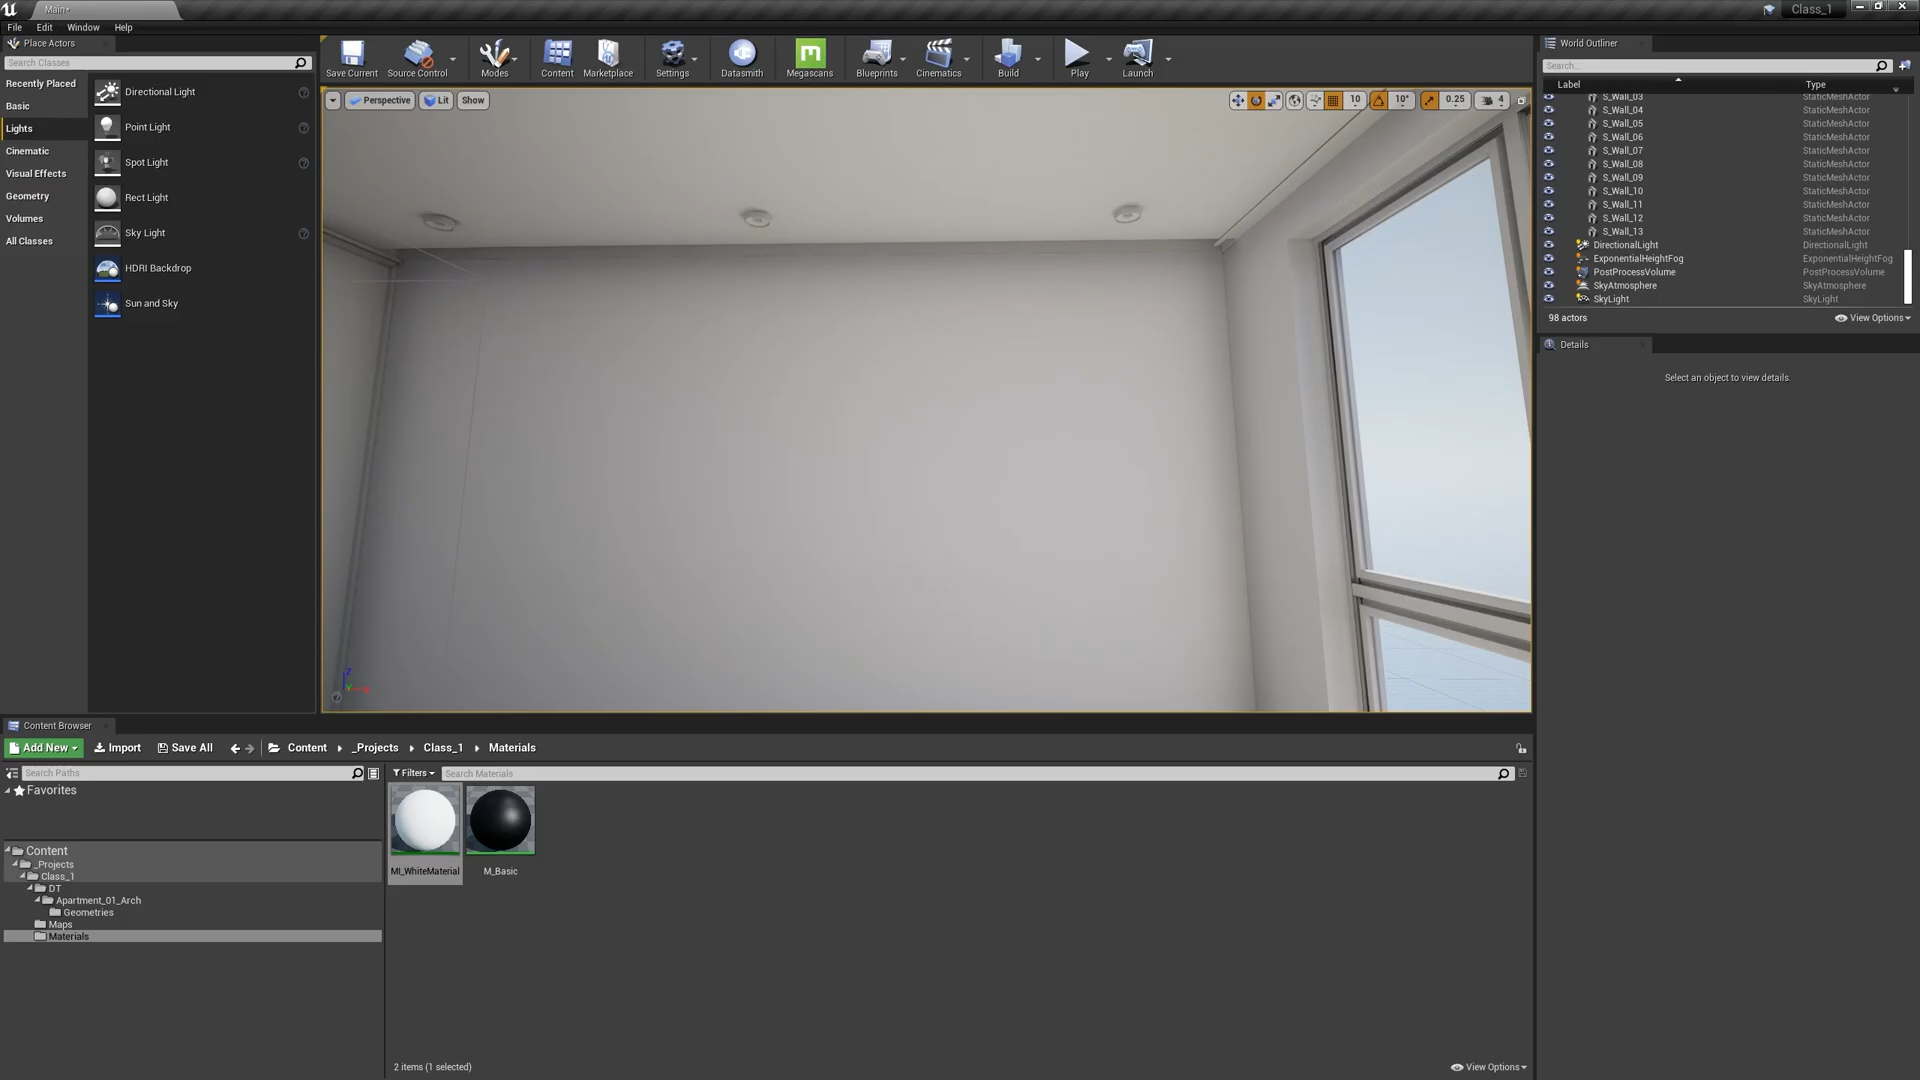 Main*
Class_1
File Edit Window Help
Place Actors
Search Classes
Recently Placed
Basic
Lights
Cinematic
Visual Effects
Geometry
Volumes
All Classes
Directional Light
Point Light
Spot Light
Rect Light
Sky Light
HDRI Backdrop
Sun and Sky
Save Current
Source Control
Modes
Content
Marketplace
Settings
Datasmith
Megascans
Blueprints
Cinematics
Build
Play
Launch
Perspective Lit Show
10 10° 0.25 4
Z
Y
World Outliner
Search...
Label Type
S_Wall_03 StaticMeshActor
S_Wall_04 StaticMeshActor
S_Wall_05 StaticMeshActor
S_Wall_06 StaticMeshActor
S_Wall_07 StaticMeshActor
S_Wall_08 StaticMeshActor
S_Wall_09 StaticMeshActor
S_Wall_10 StaticMeshActor
S_Wall_11 StaticMeshActor
S_Wall_12 StaticMeshActor
S_Wall_13 StaticMeshActor
DirectionalLight DirectionalLight
ExponentialHeightFog ExponentialHeightFog
PostProcessVolume PostProcessVolume
SkyAtmosphere SkyAtmosphere
SkyLight SkyLight
98 actors View Options
Details
Select an object to view details.
Content Browser
Add New Import Save All Content _Projects Class_1 Materials
Search Paths
Favorites
Content
_Projects
Class_1
DT
Apartment_01_Arch
Geometries
Maps
Materials
Filters Search Materials
MI_WhiteMaterial M_Basic
2 items (1 selected) View Options